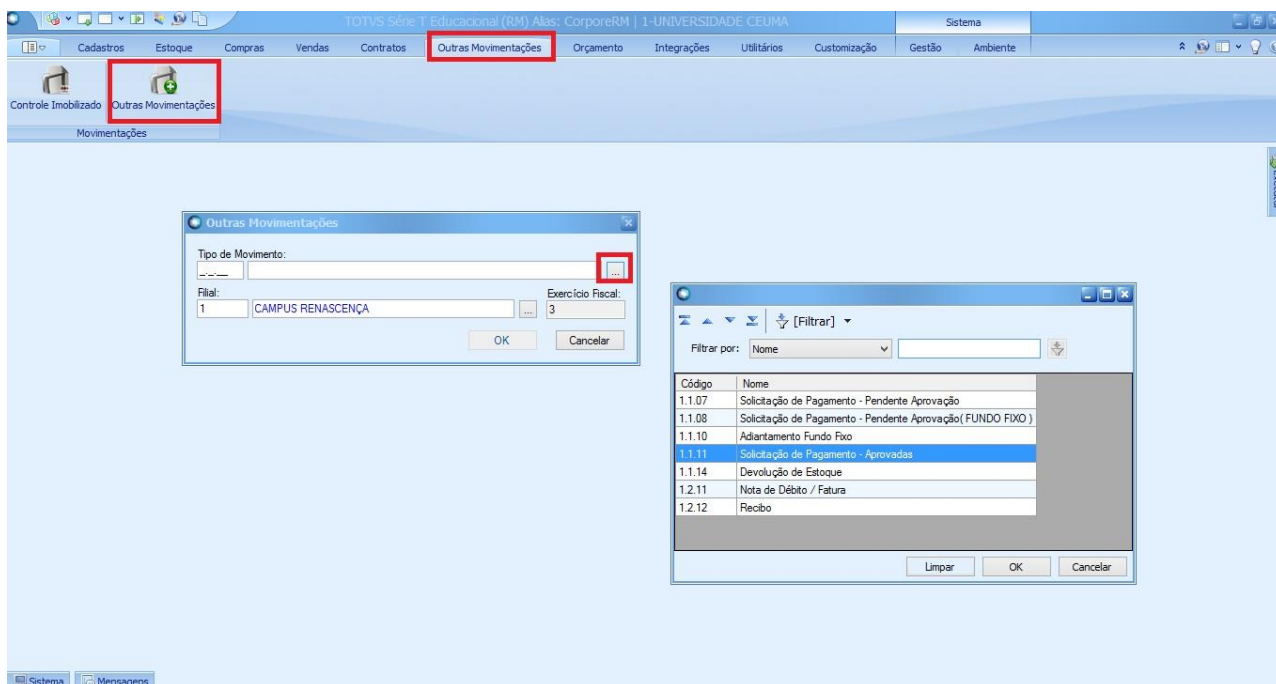 TOTVS Série T Educacional (RM) Alias: CorporeRM | 1-UNIVERSIDADE CEUMA
Sistema
Cadastros Estoque Compras Vendas Contratos Outras Movimentações Orçamento Integrações Utilitários Customização Gestão Ambiente
Controle Imobilizado Outras Movimentações
Movimentações
Outras Movimentações
Tipo de Movimento:
_._.__
...
Filial: Exercício Fiscal:
1 CAMPUS RENASCENÇA ... 3
OK Cancelar
[Filtrar]
Filtrar por: Nome
Código Nome
1.1.07 Solicitação de Pagamento - Pendente Aprovação
1.1.08 Solicitação de Pagamento - Pendente Aprovação( FUNDO FIXO )
1.1.10 Adiantamento Fundo Fixo
1.1.11 Solicitação de Pagamento - Aprovadas
1.1.14 Devolução de Estoque
1.2.11 Nota de Débito / Fatura
1.2.12 Recibo
Limpar OK Cancelar
Sistema Mensagens